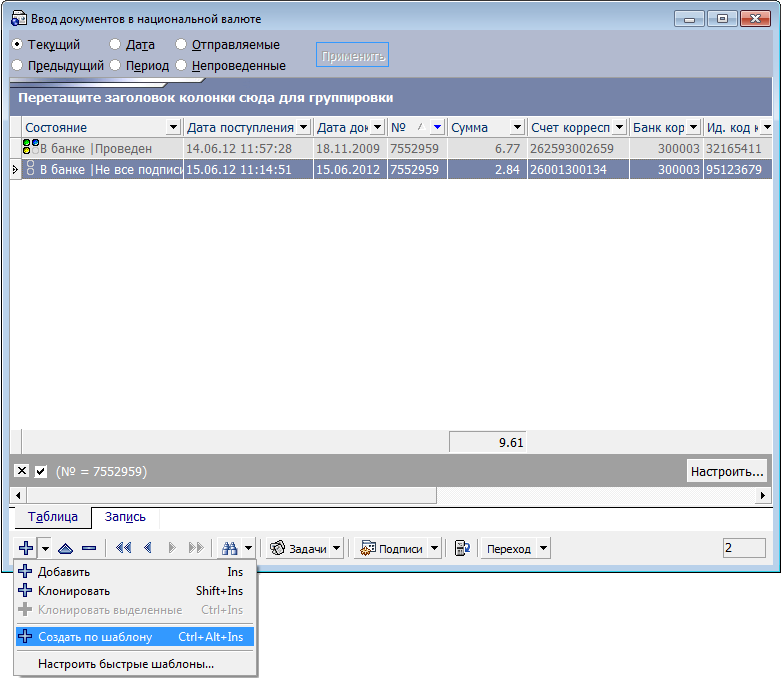 Ввод документов в национальной валюте
Текущий Дата Отправляемые
Предыдущий Период Непроведенные
Применить
Перетащите заголовок колонки сюда для группировки
Состояние Дата поступления Дата док № Сумма Счет корресп Банк кор Ид. код к
В банке |Проведен 14.06.12 11:57:28 18.11.2009 7552959 6.77 262593002659 300003 32165411
В банке |Не все подписи 15.06.12 11:14:51 15.06.2012 7552959 2.84 26001300134 300003 95123679
9.61
(№ = 7552959) Настроить...
Таблица Запись
Задачи Подписи Переход 2
Добавить Ins
Клонировать Shift+Ins
Клонировать выделенные Ctrl+Ins
Создать по шаблону Ctrl+Alt+Ins
Настроить быстрые шаблоны...